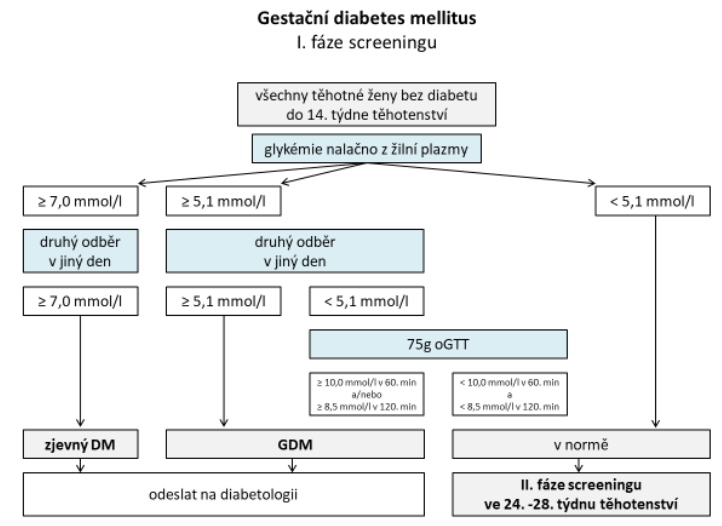 Gestační diabetes mellitus
I. fáze screeningu
všechny těhotné ženy bez diabetu
do 14. týdne těhotenství
glykémie nalačno z žilní plazmy
≥ 7,0 mmol/l
≥ 5,1 mmol/l
< 5,1 mmol/l
druhý odběr
v jiný den
druhý odběr
v jiný den
≥ 7,0 mmol/l
≥ 5,1 mmol/l
< 5,1 mmol/l
75g oGTT
≥ 10,0 mmol/l v 60. min
a/nebo
≥ 8,5 mmol/l v 120. min
< 10,0 mmol/l v 60. min
a
< 8,5 mmol/l v 120. min
zjevný DM
GDM
v normě
odeslat na diabetologii
II. fáze screeningu
ve 24. -28. týdnu těhotenství